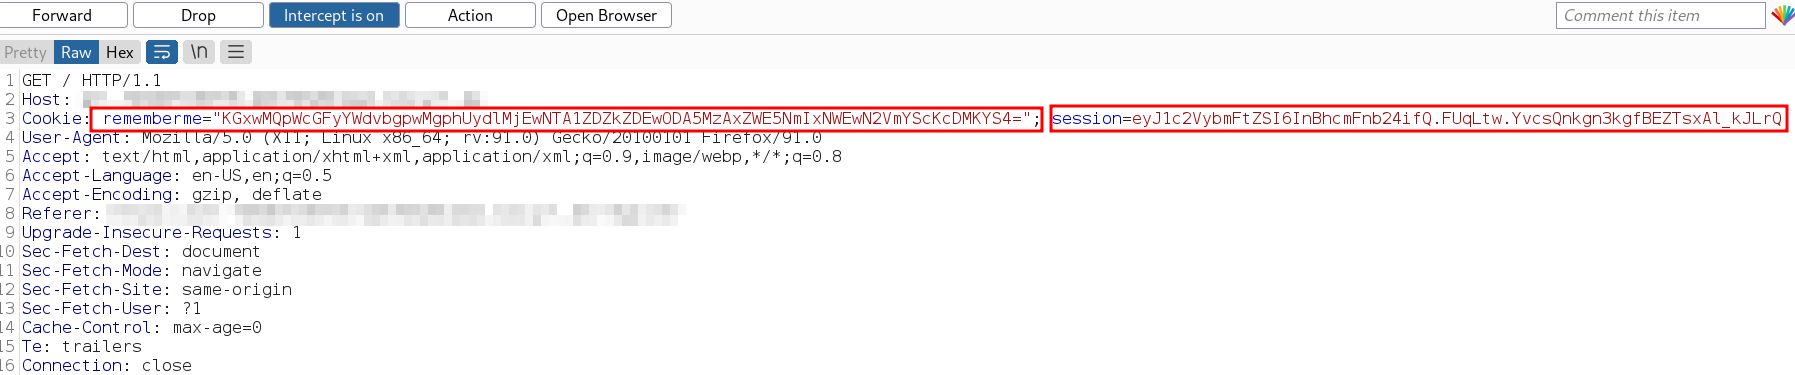 Forward Drop Intercept is on Action Open Browser Comment this item
Pretty Raw Hex \n
1 GET / HTTP/1.1
2 Host:
3 Cookie: rememberme="KGxwMQpWcGFyYWdvbgpwMgphUydlMjEwNTA1ZDZkZDEwODA5MzAxZWE5NmIxNWEwN2VmYScKcDMKYS4="; session=eyJ1c2VybmFtZSI6InBhcmFnb24ifQ.FUqLtw.YvcsQnkgn3kgfBEZTsxAl_kJLrQ
4 User-Agent: Mozilla/5.0 (X11; Linux x86_64; rv:91.0) Gecko/20100101 Firefox/91.0
5 Accept: text/html,application/xhtml+xml,application/xml;q=0.9,image/webp,*/*;q=0.8
6 Accept-Language: en-US,en;q=0.5
7 Accept-Encoding: gzip, deflate
8 Referer:
9 Upgrade-Insecure-Requests: 1
10 Sec-Fetch-Dest: document
11 Sec-Fetch-Mode: navigate
12 Sec-Fetch-Site: same-origin
13 Sec-Fetch-User: ?1
14 Cache-Control: max-age=0
15 Te: trailers
16 Connection: close